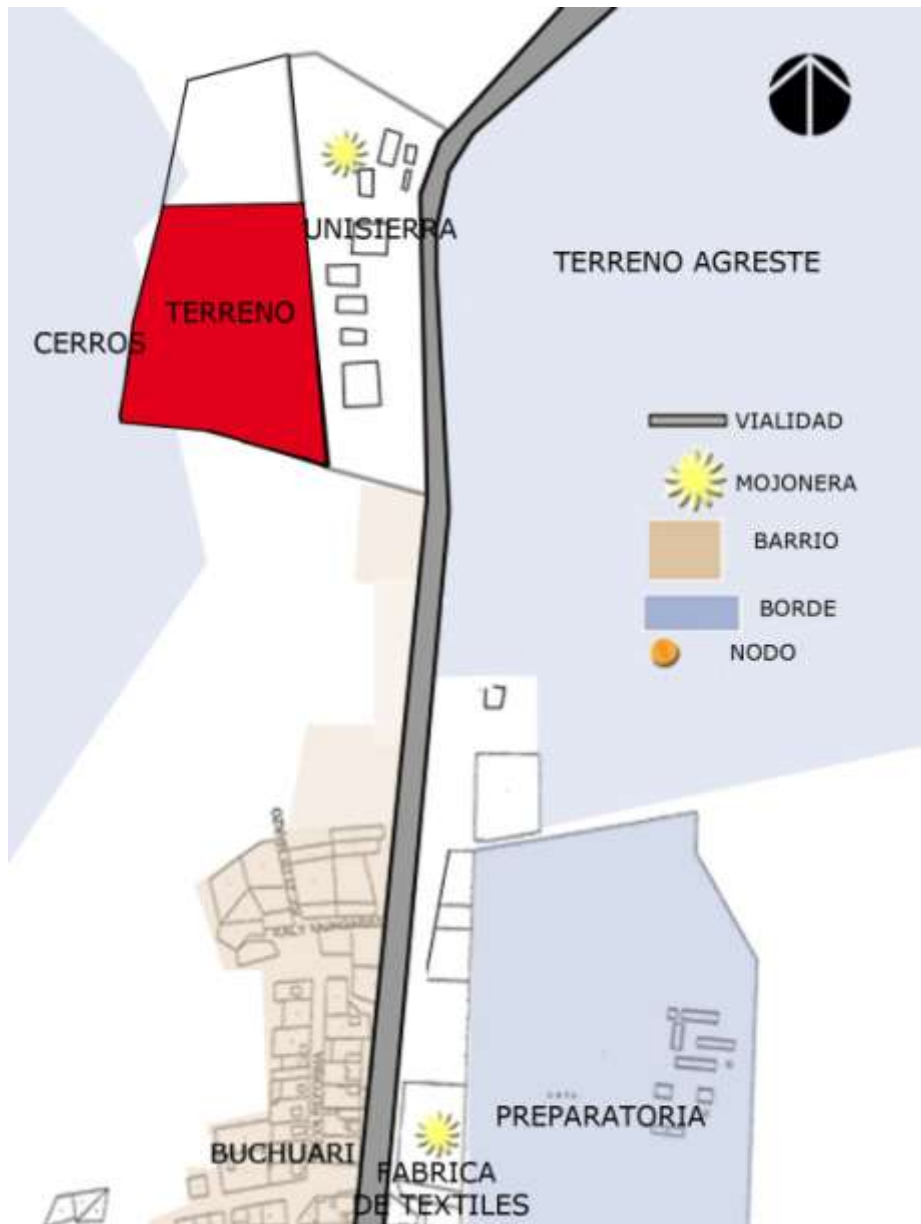 UNISIERRA
TERRENO AGRESTE
TERRENO
CERROS
VIALIDAD
MOJONERA
BARRIO
BORDE
NODO
PREPARATORIA
BUCHUARI
FABRICA
DE TEXTILES